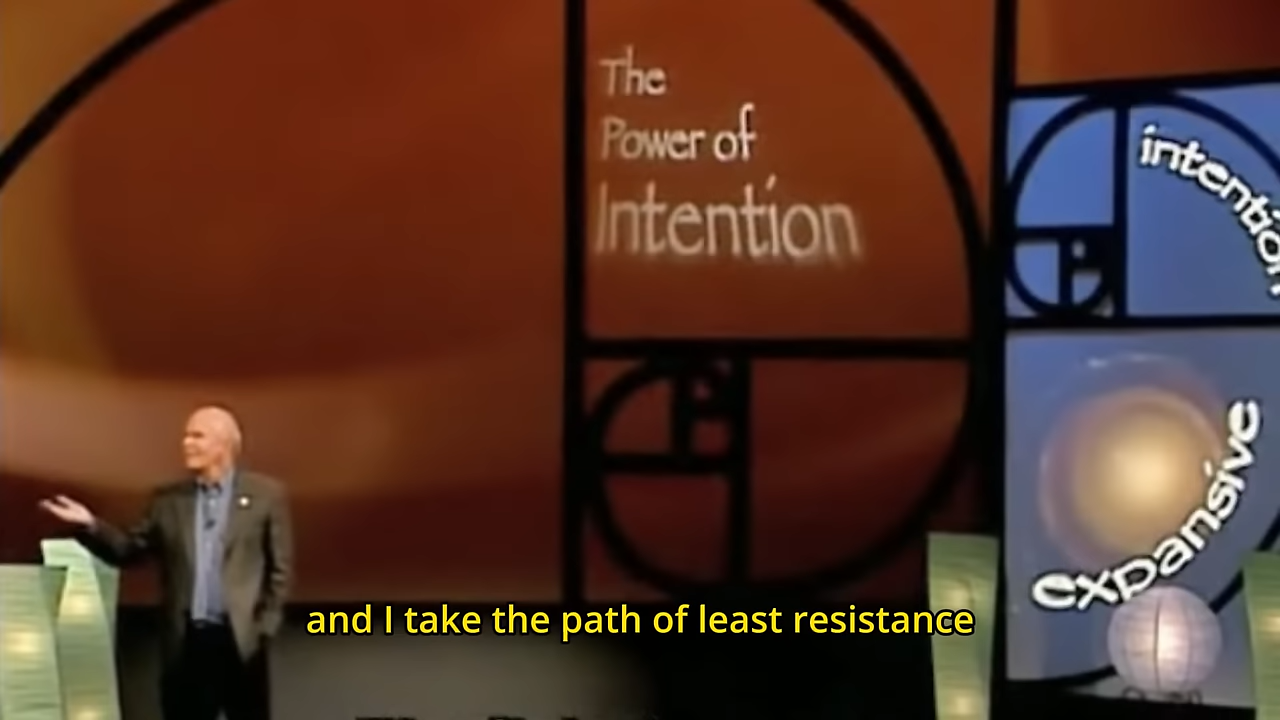 The
Power of
Intention
intention
expansive
and I take the path of least resistance